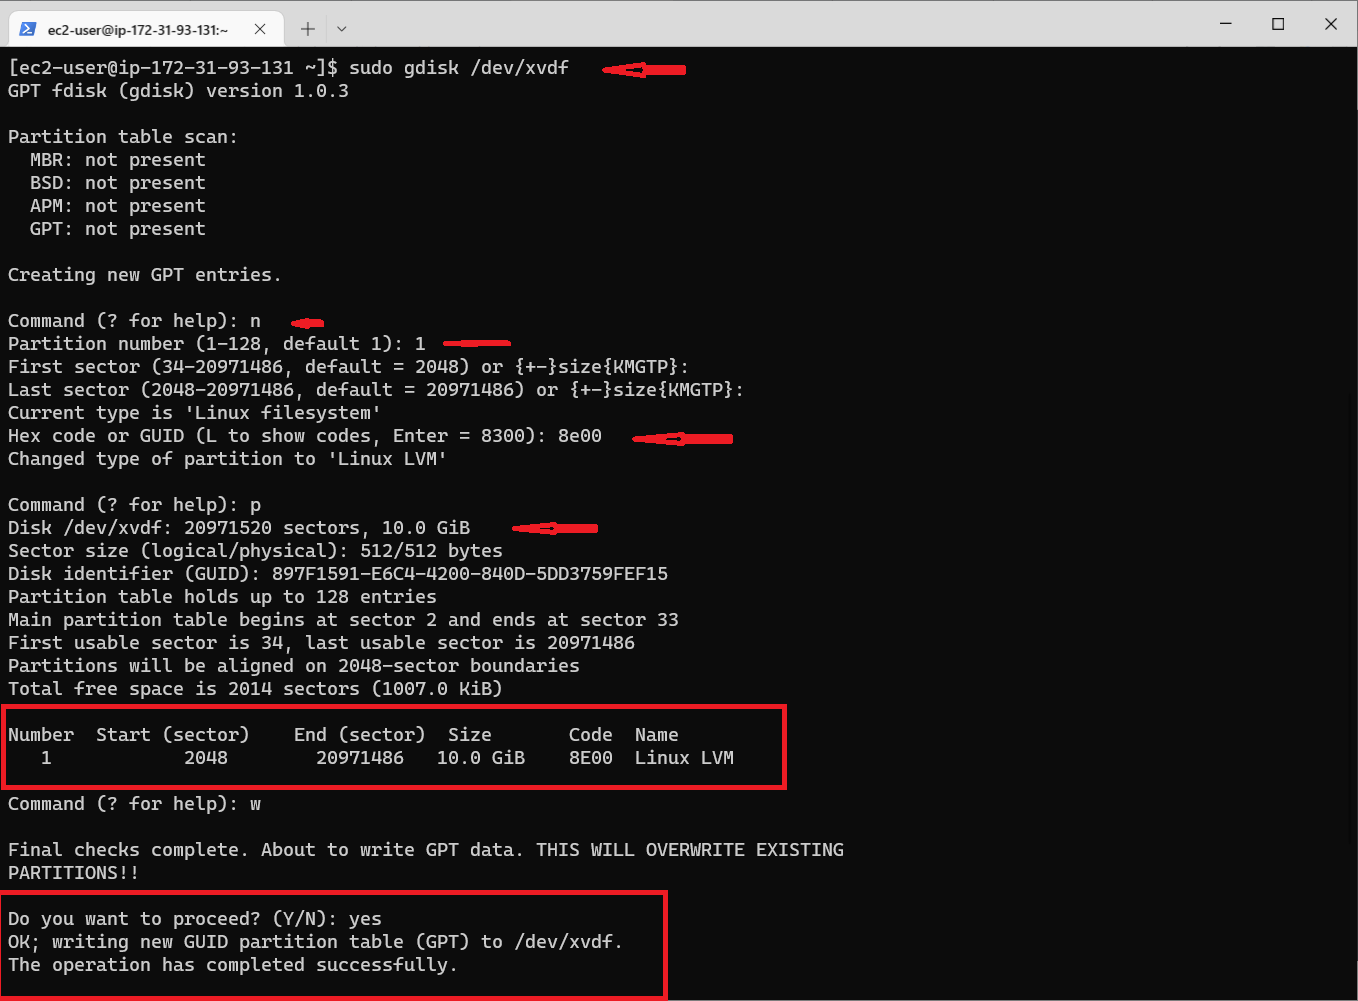 ec2-user@ip-172-31-93-131:~
[ec2-user@ip-172-31-93-131 ~]$ sudo gdisk /dev/xvdf
GPT fdisk (gdisk) version 1.0.3
Partition table scan:
  MBR: not present
  BSD: not present
  APM: not present
  GPT: not present
Creating new GPT entries.
Command (? for help): n
Partition number (1-128, default 1): 1
First sector (34-20971486, default = 2048) or {+-}size{KMGTP}:
Last sector (2048-20971486, default = 20971486) or {+-}size{KMGTP}:
Current type is 'Linux filesystem'
Hex code or GUID (L to show codes, Enter = 8300): 8e00
Changed type of partition to 'Linux LVM'
Command (? for help): p
Disk /dev/xvdf: 20971520 sectors, 10.0 GiB
Sector size (logical/physical): 512/512 bytes
Disk identifier (GUID): 897F1591-E6C4-4200-840D-5DD3759FEF15
Partition table holds up to 128 entries
Main partition table begins at sector 2 and ends at sector 33
First usable sector is 34, last usable sector is 20971486
Partitions will be aligned on 2048-sector boundaries
Total free space is 2014 sectors (1007.0 KiB)
Number  Start (sector)    End (sector)  Size       Code  Name
   1            2048        20971486   10.0 GiB    8E00  Linux LVM
Command (? for help): w
Final checks complete. About to write GPT data. THIS WILL OVERWRITE EXISTING
PARTITIONS!!
Do you want to proceed? (Y/N): yes
OK; writing new GUID partition table (GPT) to /dev/xvdf.
The operation has completed successfully.